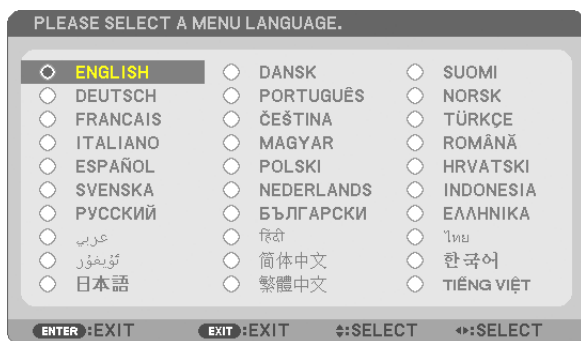 PLEASE SELECT A MENU LANGUAGE.
ENGLISH DANSK SUOMI
DEUTSCH PORTUGUÊS NORSK
FRANCAIS ČEŠTINA TÜRKÇE
ITALIANO MAGYAR ROMÂNĂ
ESPAÑOL POLSKI HRVATSKI
SVENSKA NEDERLANDS INDONESIA
РУССКИЙ БЪЛГАРСКИ ΕΛΛΗΝΙΚΑ
عربي हिंदी ไทย
ئۇيغۇر 简体中文 한국어
日本語 繁體中文 TIẾNG VIỆT
ENTER:EXIT EXIT:EXIT :SELECT :SELECT